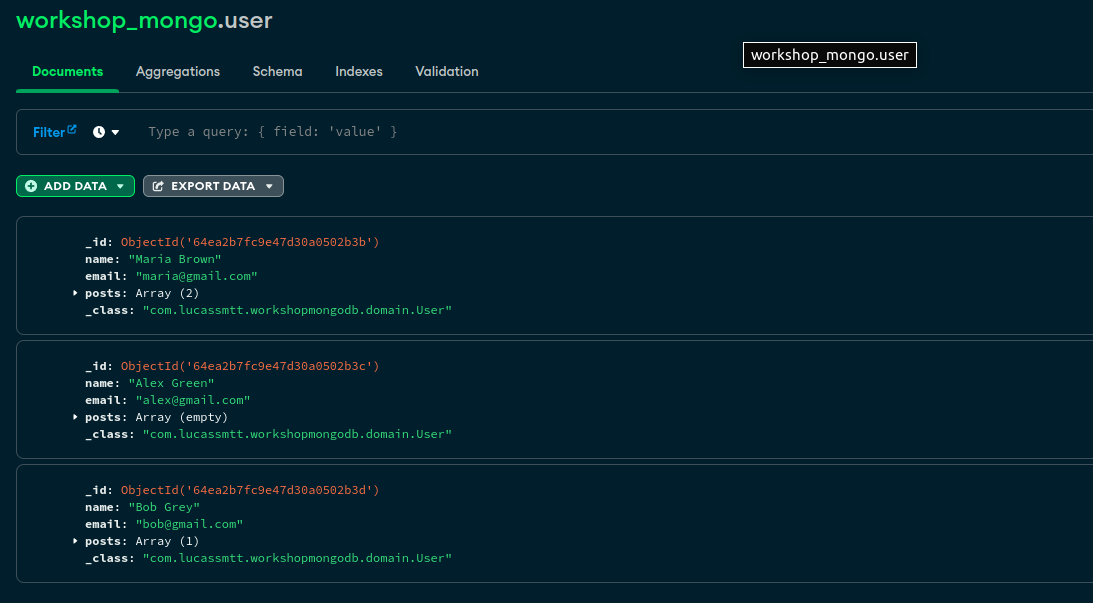 workshop_mongo.user
workshop_mongo.user
Documents Aggregations Schema Indexes Validation
Filter Type a query: { field: 'value' }
ADD DATA EXPORT DATA
_id: ObjectId('64ea2b7fc9e47d30a0502b3b')
name: "Maria Brown"
email: "maria@gmail.com"
posts: Array (2)
_class: "com.lucassmtt.workshopmongodb.domain.User"
_id: ObjectId('64ea2b7fc9e47d30a0502b3c')
name: "Alex Green"
email: "alex@gmail.com"
posts: Array (empty)
_class: "com.lucassmtt.workshopmongodb.domain.User"
_id: ObjectId('64ea2b7fc9e47d30a0502b3d')
name: "Bob Grey"
email: "bob@gmail.com"
posts: Array (1)
_class: "com.lucassmtt.workshopmongodb.domain.User"